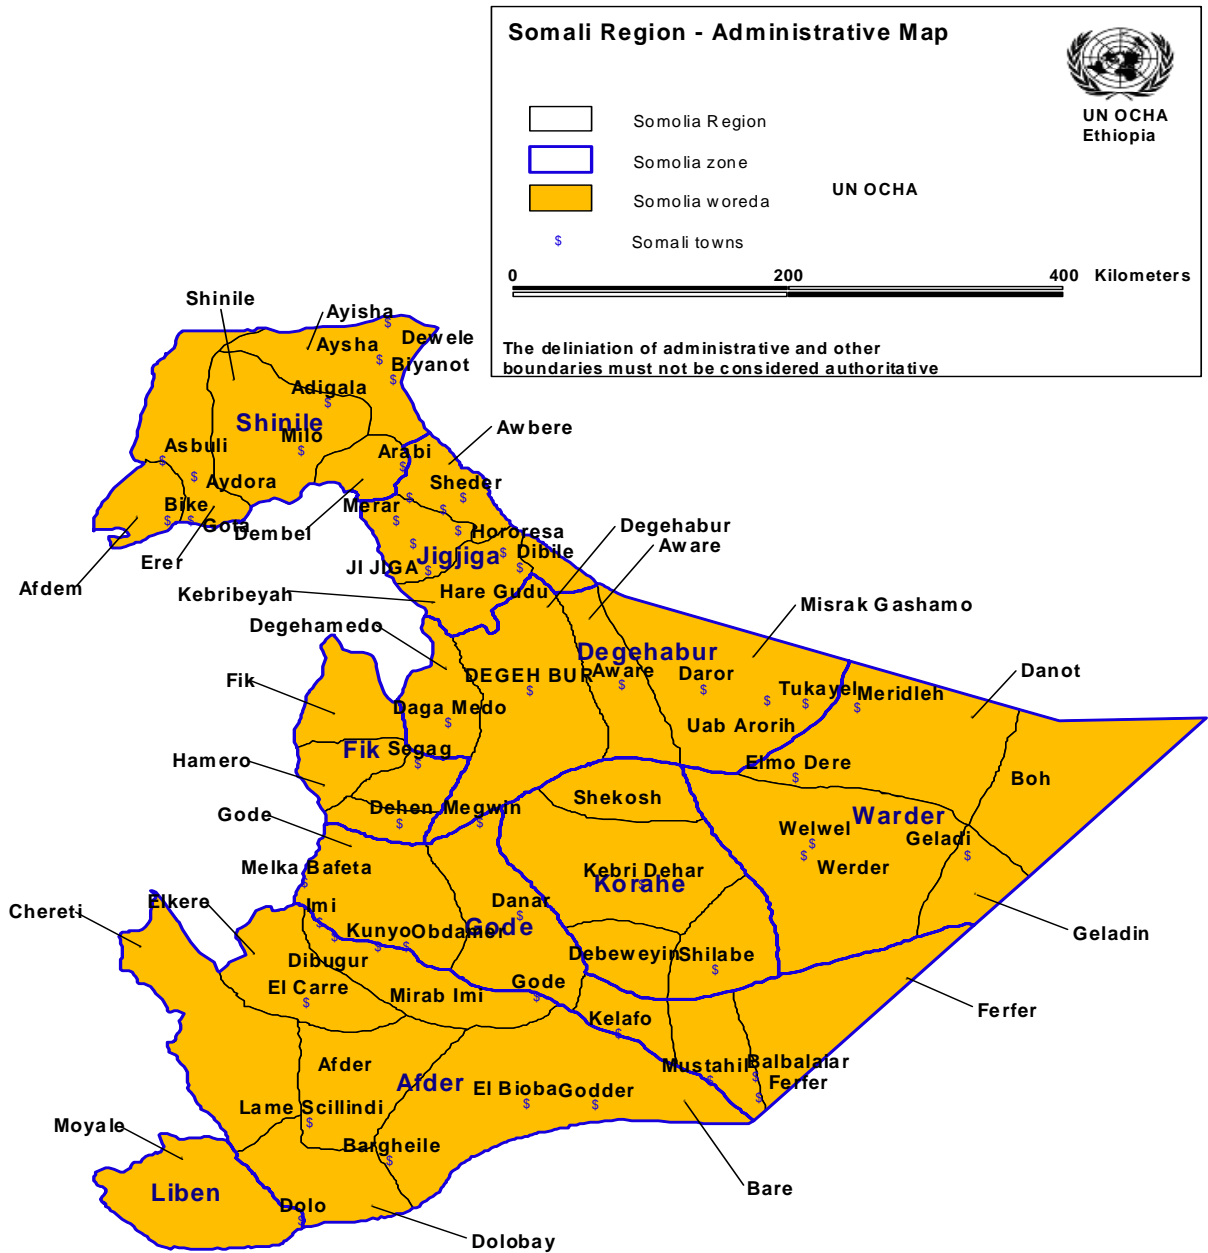 Somali Region - Administrative Map
UN OCHA
Ethiopia
Somolia Region
Somolia zone
Somolia woreda
UN OCHA
$ Somali towns
0 200 400 Kilometers
The deliniation of administrative and other
boundaries must not be considered authoritative
Shinile
Ayisha
Aysha
Dewele
Biyanot
Adigala
Shinile
Milo
Awbere
Asbuli
Arabi
Aydora
Sheder
Bike
Gota
Merar
Dembel
Hororesa
Degehabur
Erer
Jigjiga
Dibile
Aware
JI JIGA
Afdem
Kebribeyah
Hare Gudu
Misrak Gashamo
Degehamedo
Degehabur
Fik
DEGEH BUR
Aware
Daror
Danot
Tukayel
Meridleh
Daga Medo
Uab Arorih
Fik
Segag
Hamero
Elmo Dere
Boh
Dehen
Megwin
Shekosh
Gode
Warder
Welwel
Geladi
Melka Bafeta
Kebri Dehar
Werder
Korahe
Elkere
Chereti
Imi
Danar
Kunyo
Obdamer
Gode
Geladin
Dibugur
Debeweyin
Shilabe
El Carre
Mirab Imi
Gode
Ferfer
Kelafo
Afder
Mustahil
Balbalaiar
Afder
El Bioba
Godder
Ferfer
Lame Scillindi
Moyale
Bargheile
Bare
Liben
Dolo
Dolobay